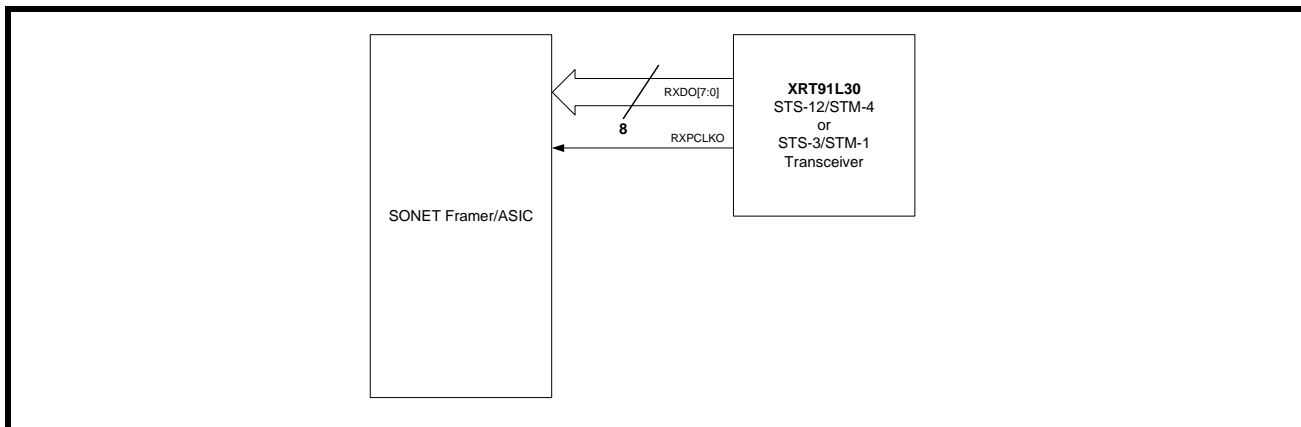 RXDO[7:0]
8
RXPCLKO
XRT91L30
STS-12/STM-4
or
STS-3/STM-1
Transceiver
SONET Framer/ASIC